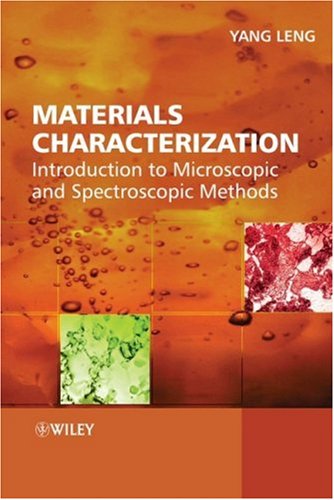 YANG LENG
MATERIALS
CHARACTERIZATION
Introduction to Microscopic
and Spectroscopic Methods
WILEY